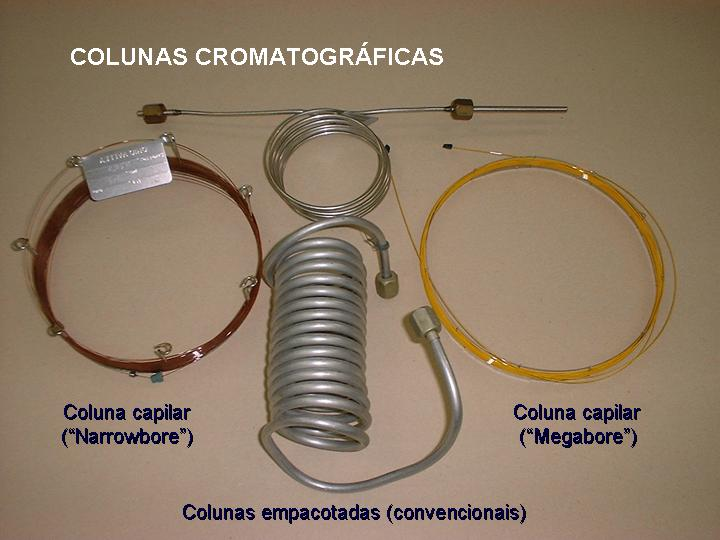 COLUNAS CROMATOGRÁFICAS
Coluna capilar
(“Narrowbore”)
Coluna capilar
(“Megabore”)
Colunas empacotadas (convencionais)